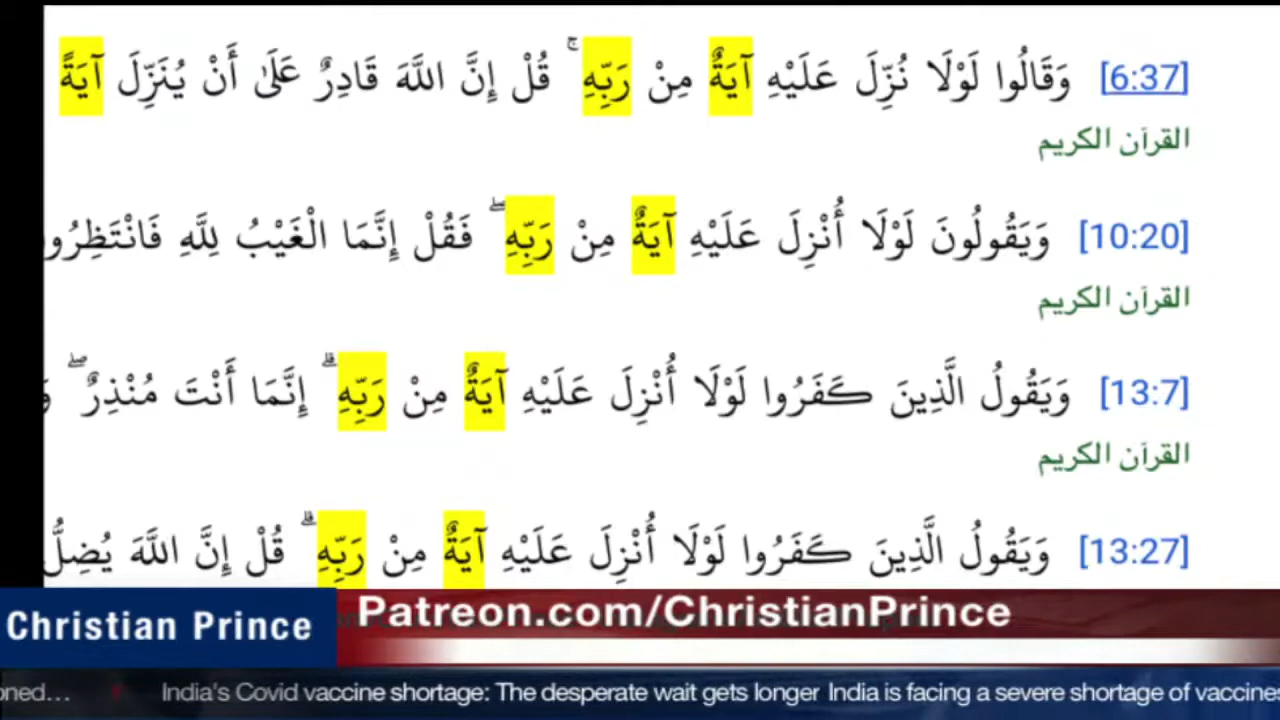 [6:37] وَقَالُوا لَوْلَا نُزِّلَ عَلَيْهِ آيَةٌ مِنْ رَبِّهِ ۚ قُلْ إِنَّ اللَّهَ قَادِرٌ عَلَىٰ أَنْ يُنَزِّلَ آيَةً
القرآن الكريم
[10:20] وَيَقُولُونَ لَوْلَا أُنْزِلَ عَلَيْهِ آيَةٌ مِنْ رَبِّهِ ۖ فَقُلْ إِنَّمَا الْغَيْبُ لِلَّهِ فَانْتَظِرُو
القرآن الكريم
[13:7] وَيَقُولُ الَّذِينَ كَفَرُوا لَوْلَا أُنْزِلَ عَلَيْهِ آيَةٌ مِنْ رَبِّهِ ۗ إِنَّمَا أَنْتَ مُنْذِرٌ ۖ وَ
القرآن الكريم
[13:27] وَيَقُولُ الَّذِينَ كَفَرُوا لَوْلَا أُنْزِلَ عَلَيْهِ آيَةٌ مِنْ رَبِّهِ ۗ قُلْ إِنَّ اللَّهَ يُضِلُّ
Patreon.com/ChristianPrince
Christian Prince
oned... India's Covid vaccine shortage: The desperate wait gets longer India is facing a severe shortage of vaccines